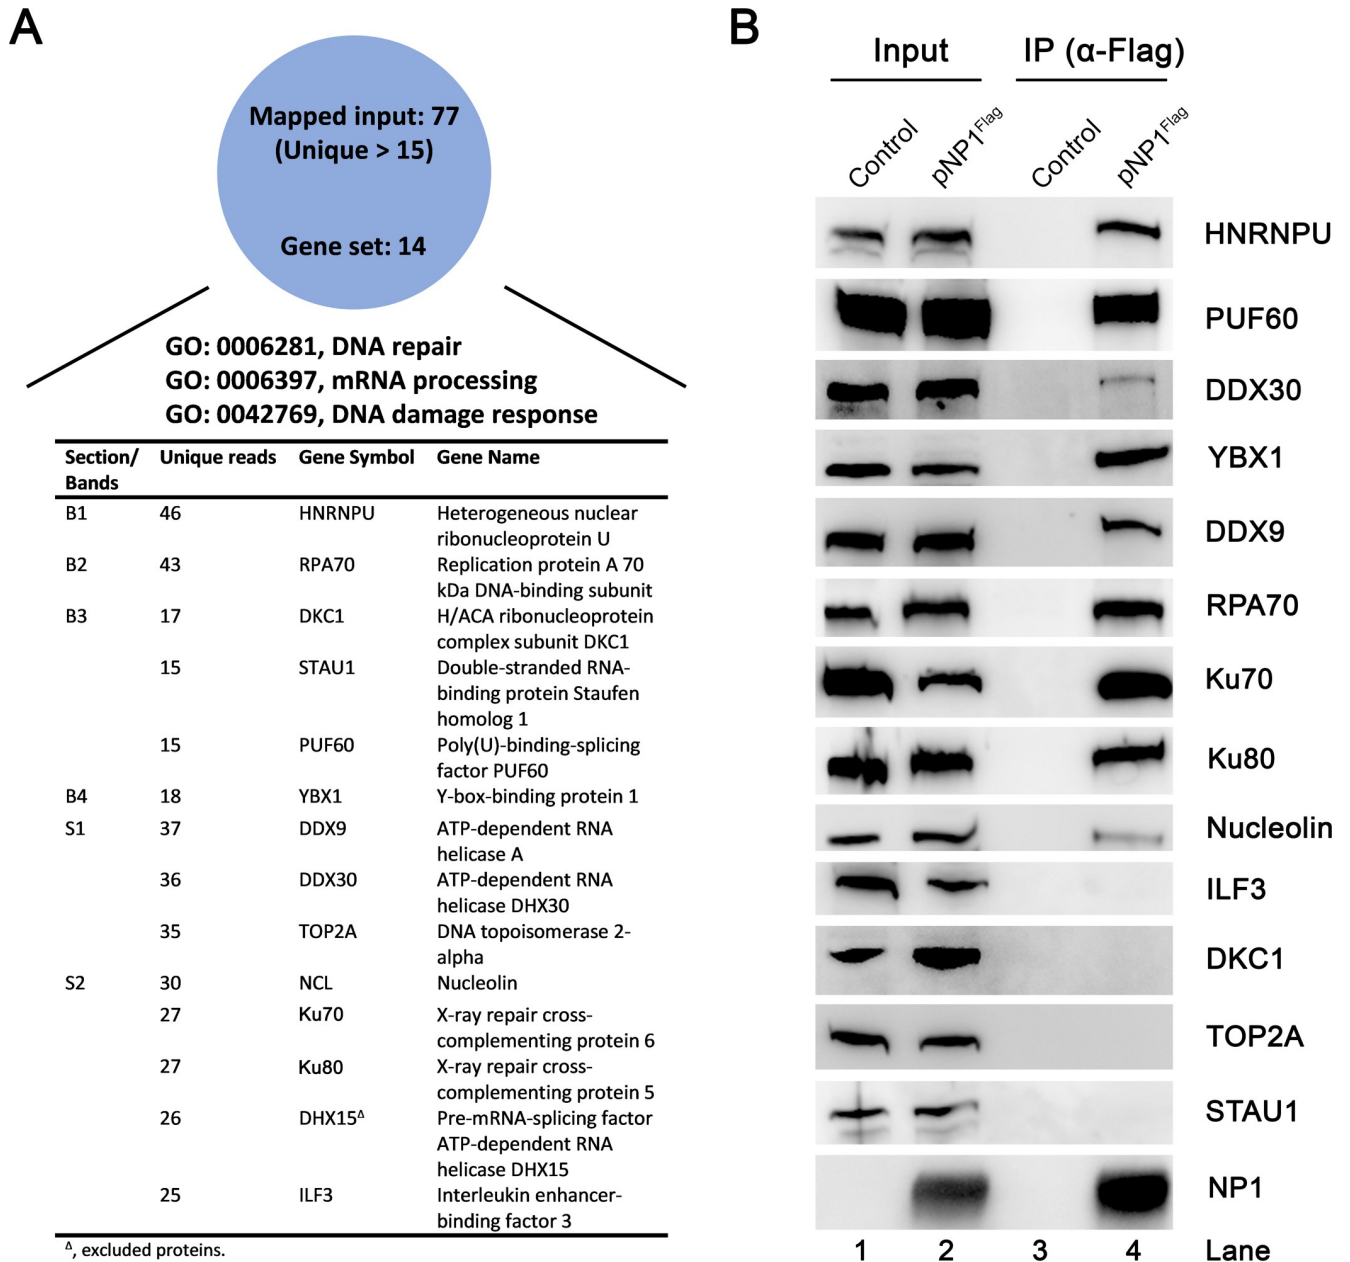 A
Mapped input: 77
(Unique > 15)
Gene set: 14
GO: 0006281, DNA repair
GO: 0006397, mRNA processing
GO: 0042769, DNA damage response
Section/ Unique reads Gene Symbol Gene Name
Bands
B1 46 HNRNPU Heterogeneous nuclear
ribonucleoprotein U
B2 43 RPA70 Replication protein A 70
kDa DNA-binding subunit
B3 17 DKC1 H/ACA ribonucleoprotein
complex subunit DKC1
15 STAU1 Double-stranded RNA-
binding protein Staufen
homolog 1
15 PUF60 Poly(U)-binding-splicing
factor PUF60
B4 18 YBX1 Y-box-binding protein 1
S1 37 DDX9 ATP-dependent RNA
helicase A
36 DDX30 ATP-dependent RNA
helicase DHX30
35 TOP2A DNA topoisomerase 2-
alpha
S2 30 NCL Nucleolin
27 Ku70 X-ray repair cross-
complementing protein 6
27 Ku80 X-ray repair cross-
complementing protein 5
26 DHX15Δ Pre-mRNA-splicing factor
ATP-dependent RNA
helicase DHX15
25 ILF3 Interleukin enhancer-
binding factor 3
Δ, excluded proteins.
B
Input IP (α-Flag)
Control pNP1Flag Control pNP1Flag
HNRNPU
PUF60
DDX30
YBX1
DDX9
RPA70
Ku70
Ku80
Nucleolin
ILF3
DKC1
TOP2A
STAU1
NP1
1 2 3 4 Lane